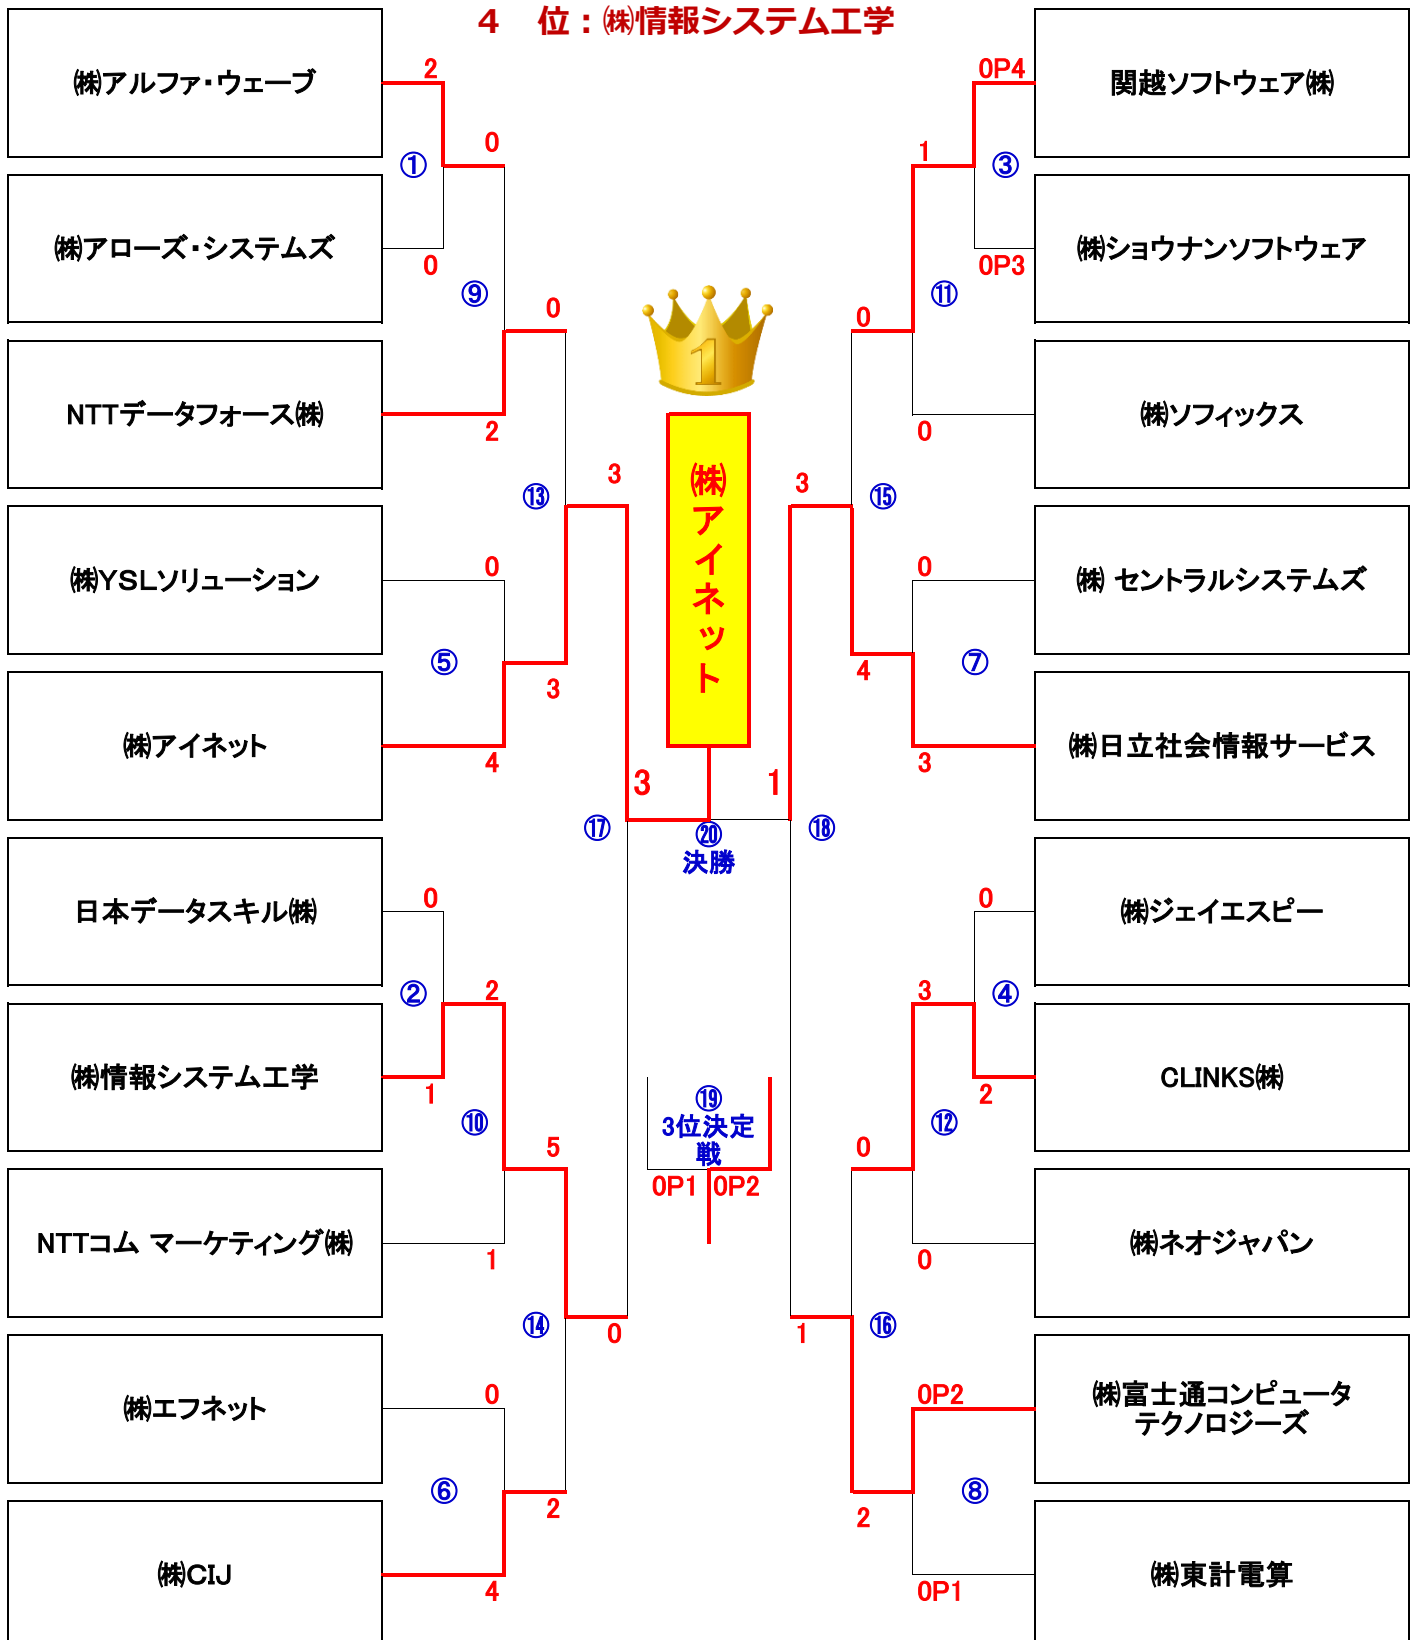 4　位：㈱情報システム工学
㈱アルファ・ウェーブ
2
0
①
㈱アローズ・システムズ
0
⑨
0
NTTデータフォース㈱
2
⑬
3
㈱YSLソリューション
0
⑤
3
㈱アイネット
4
⑰
日本データスキル㈱
0
②
2
㈱情報システム工学
1
⑩
5
NTTコム マーケティング㈱
1
⑭
0
㈱エフネット
0
⑥
2
㈱CIJ
4
1
㈱アイネット
3
1
⑳
決勝
⑲
3位決定
戦
0P1
0P2
関越ソフトウェア㈱
0P4
1
③
㈱ショウナンソフトウェア
0P3
⑪
0
㈱ソフィックス
0
⑮
3
㈱ セントラルシステムズ
0
⑦
4
㈱日立社会情報サービス
3
⑱
㈱ジェイエスピー
0
④
3
CLINKS㈱
2
⑫
0
㈱ネオジャパン
0
⑯
1
㈱富士通コンピュータ
テクノロジーズ
0P2
⑧
2
㈱東計電算
0P1